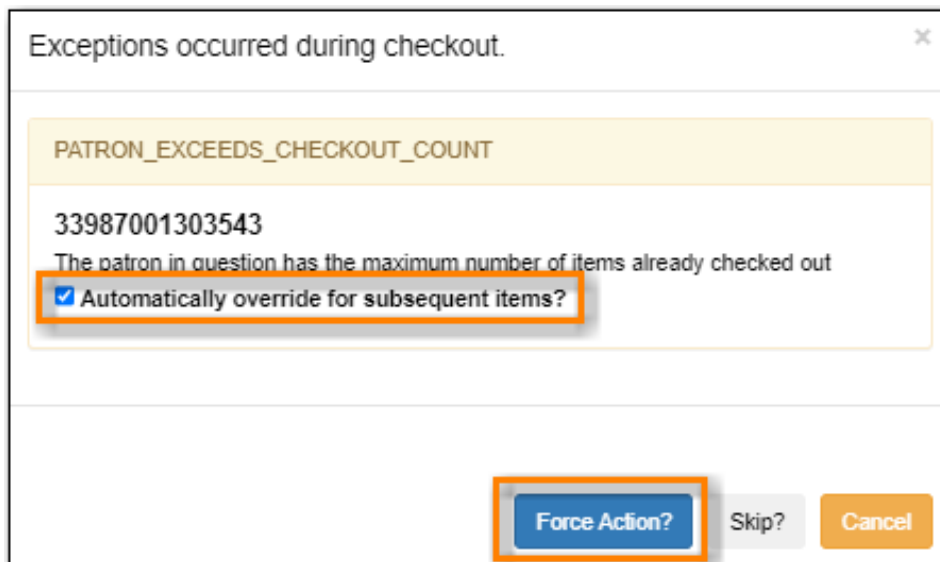 Exceptions occurred during checkout.
×
PATRON_EXCEEDS_CHECKOUT_COUNT
33987001303543
The patron in question has the maximum number of items already checked out
Automatically override for subsequent items?
Force Action? Skip? Cancel